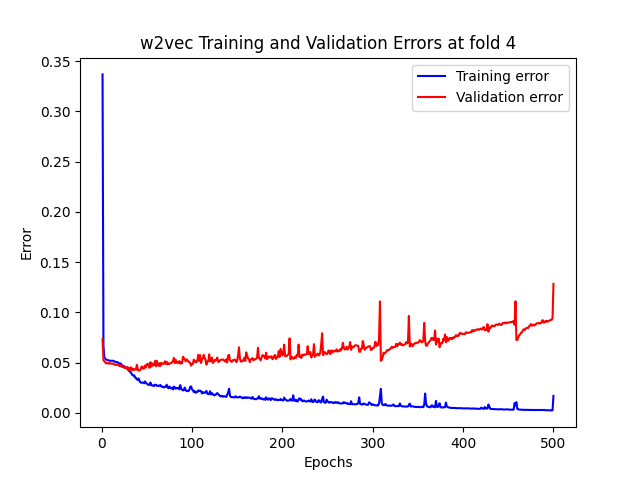 w2vec Training and Validation Errors at fold 4
Training error
Validation error
Error
0.35
0.30
0.25
0.20
0.15
0.10
0.05
0.00
0
100
200
300
400
500
Epochs